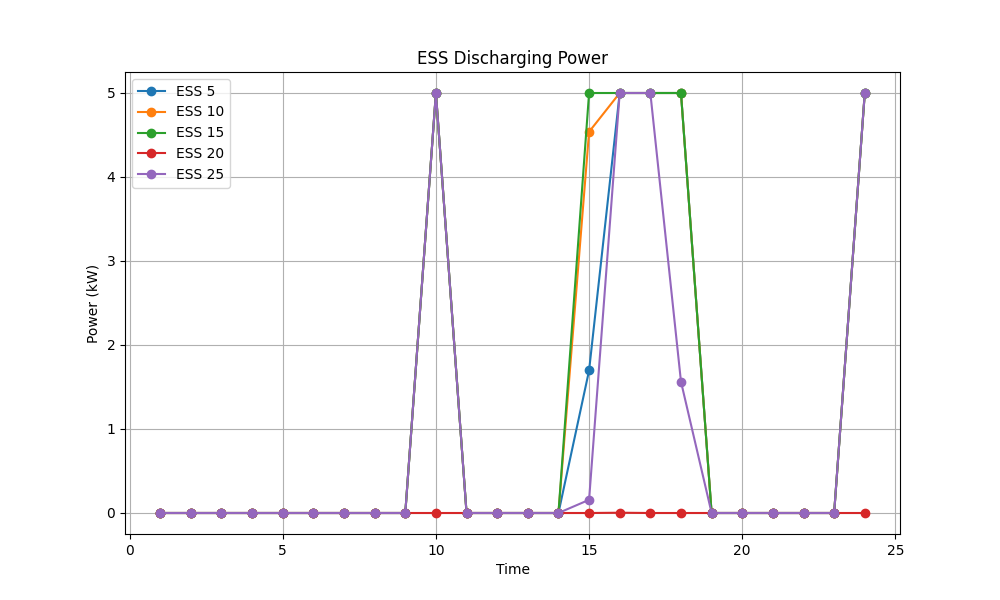 ESS Discharging Power
ESS 5
ESS 10
ESS 15
ESS 20
ESS 25
Power (kW)
5
4
3
2
1
0
0 5 10 15 20 25
Time